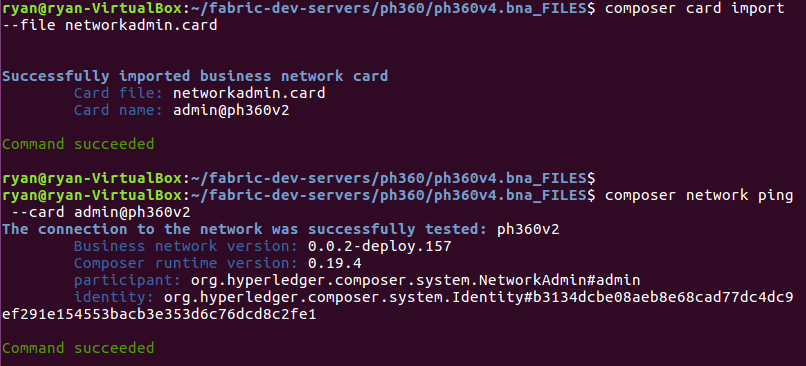 ryan@ryan-VirtualBox:~/fabric-dev-servers/ph360/ph360v4.bna_FILES$ composer card import
--file networkadmin.card
Successfully imported business network card
Card file: networkadmin.card
Card name: admin@ph360v2
Command succeeded
ryan@ryan-VirtualBox:~/fabric-dev-servers/ph360/ph360v4.bna_FILES$
ryan@ryan-VirtualBox:~/fabric-dev-servers/ph360/ph360v4.bna_FILES$ composer network ping
--card admin@ph360v2
The connection to the network was successfully tested: ph360v2
Business network version: 0.0.2-deploy.157
Composer runtime version: 0.19.4
participant: org.hyperledger.composer.system.NetworkAdmin#admin
identity: org.hyperledger.composer.system.Identity#b3134dcbe08aeb8e68cad77dc4dc9
ef291e154553bacb3e353d6c76dcd8c2fe1
Command succeeded